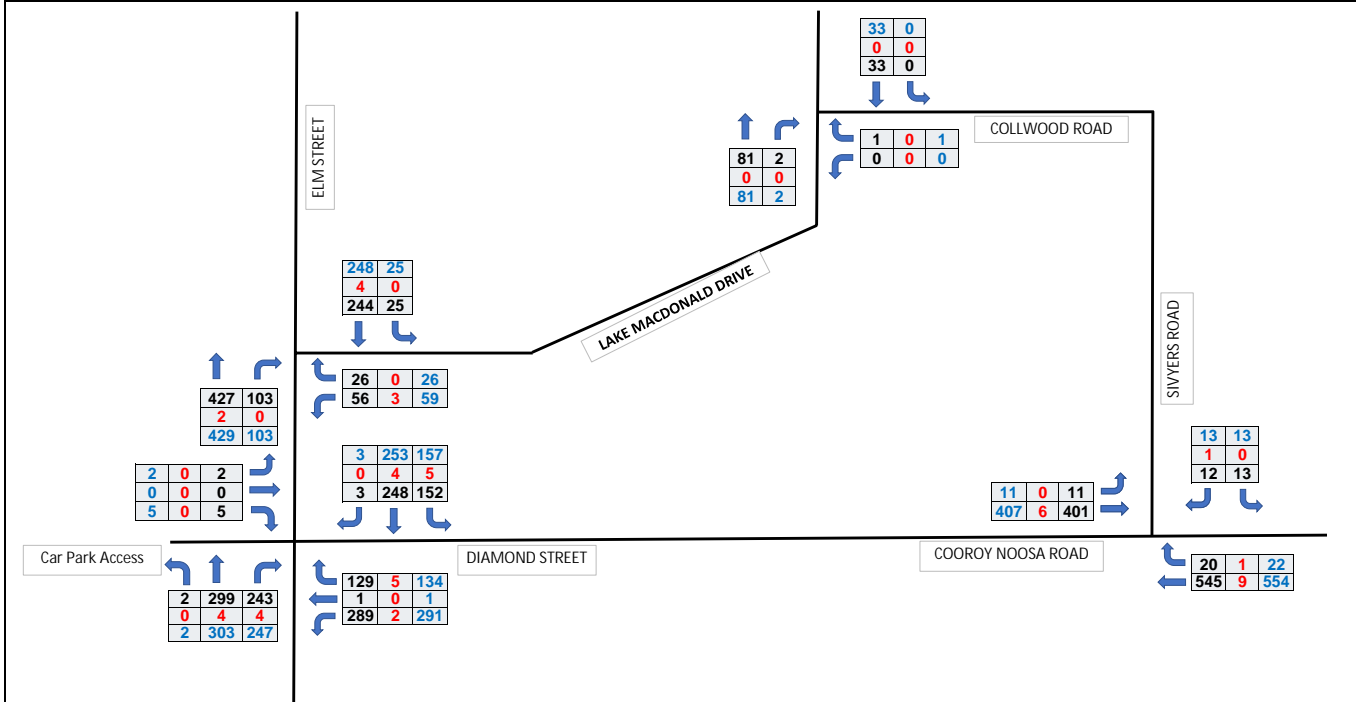 33 0
0 0
33 0
COLLWOOD ROAD
1 0 1
0 0 0
81 2
0 0
81 2
ELM STREET
LAKE MACDONALD DRIVE
248 25
4 0
244 25
SIVYERS ROAD
26 0 26
56 3 59
427 103
2 0
429 103
3 253 157
0 4 5
3 248 152
2 0 2
0 0 0
5 0 5
13 13
1 0
12 13
11 0 11
407 6 401
Car Park Access
DIAMOND STREET
COOROY NOOSA ROAD
20 1 22
545 9 554
129 5 134
1 0 1
289 2 291
2 299 243
0 4 4
2 303 247